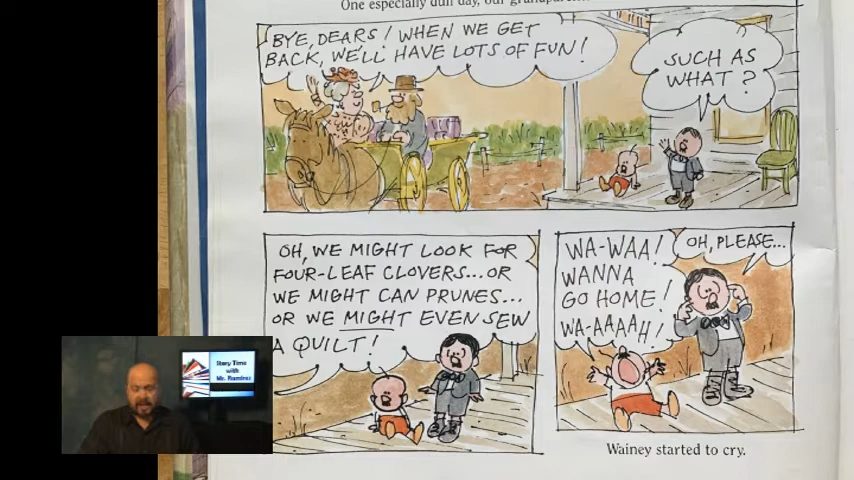 One especially dull day, our
BYE, DEARS! WHEN WE GET
BACK, WE'LL HAVE LOTS OF FUN!
SUCH AS
WHAT?
OH, WE MIGHT LOOK FOR
FOUR-LEAF CLOVERS...OR
WE MIGHT CAN PRUNES...
OR WE MIGHT EVEN SEW
A QUILT!
WA-WAA!
WANNA
GO HOME!
WA-AAAAH!
OH, PLEASE...
Wainey started to cry.
Story Time
with
Mr. Ramirez